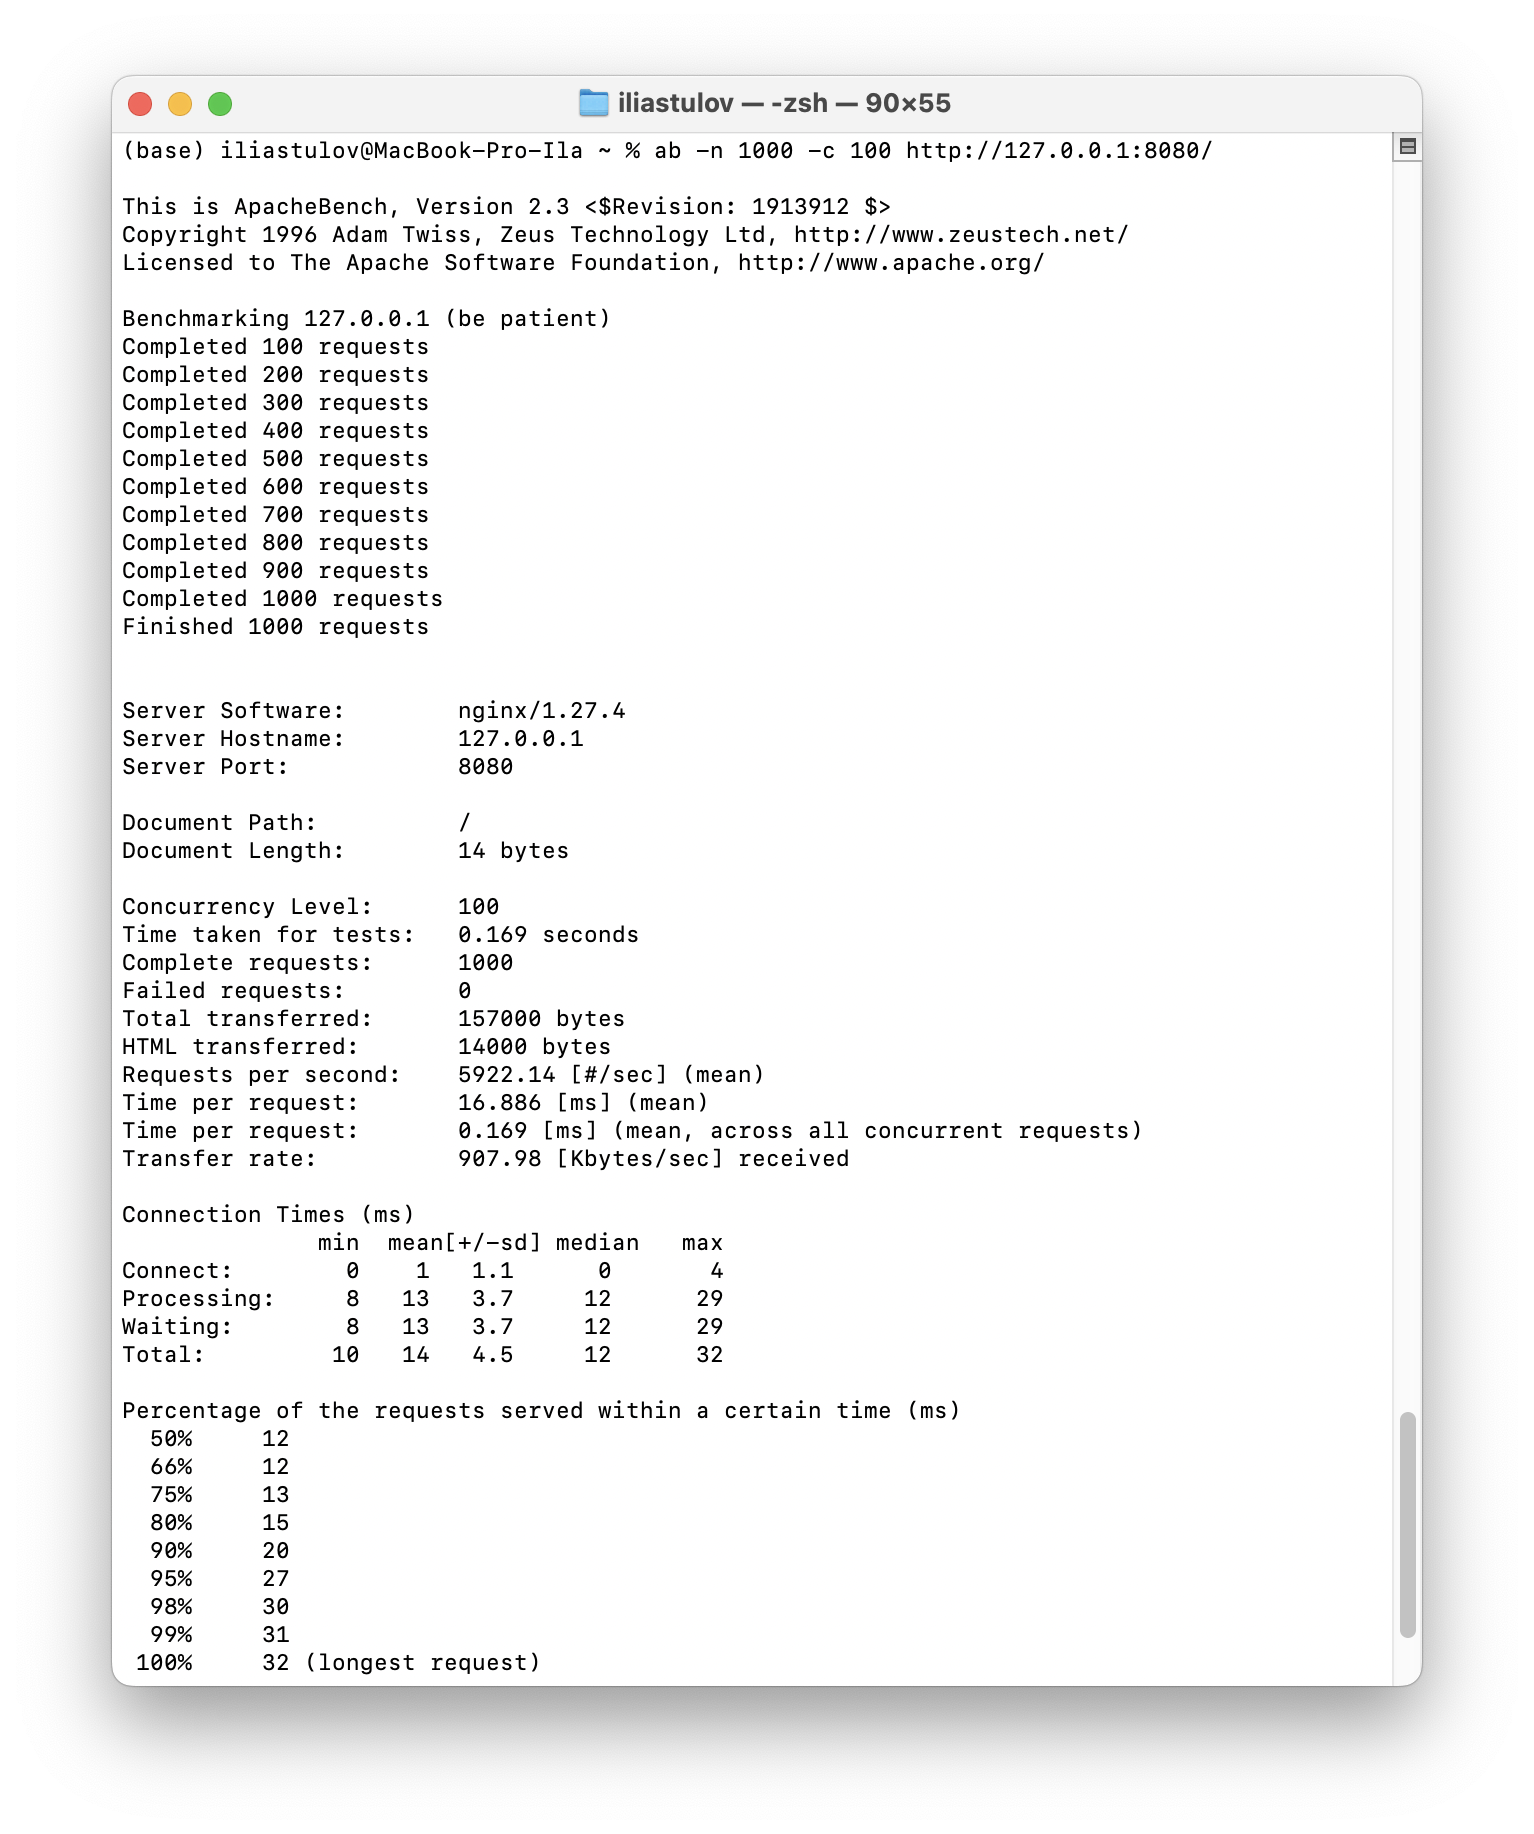 iliastulov — -zsh — 90×55
(base) iliastulov@MacBook-Pro-Ila ~ % ab -n 1000 -c 100 http://127.0.0.1:8080/
This is ApacheBench, Version 2.3 <$Revision: 1913912 $>
Copyright 1996 Adam Twiss, Zeus Technology Ltd, http://www.zeustech.net/
Licensed to The Apache Software Foundation, http://www.apache.org/
Benchmarking 127.0.0.1 (be patient)
Completed 100 requests
Completed 200 requests
Completed 300 requests
Completed 400 requests
Completed 500 requests
Completed 600 requests
Completed 700 requests
Completed 800 requests
Completed 900 requests
Completed 1000 requests
Finished 1000 requests
Server Software:        nginx/1.27.4
Server Hostname:        127.0.0.1
Server Port:            8080
Document Path:          /
Document Length:        14 bytes
Concurrency Level:      100
Time taken for tests:   0.169 seconds
Complete requests:      1000
Failed requests:        0
Total transferred:      157000 bytes
HTML transferred:       14000 bytes
Requests per second:    5922.14 [#/sec] (mean)
Time per request:       16.886 [ms] (mean)
Time per request:       0.169 [ms] (mean, across all concurrent requests)
Transfer rate:          907.98 [Kbytes/sec] received
Connection Times (ms)
              min  mean[+/-sd] median   max
Connect:        0    1   1.1      0       4
Processing:     8   13   3.7     12      29
Waiting:        8   13   3.7     12      29
Total:         10   14   4.5     12      32
Percentage of the requests served within a certain time (ms)
  50%     12
  66%     12
  75%     13
  80%     15
  90%     20
  95%     27
  98%     30
  99%     31
 100%     32 (longest request)